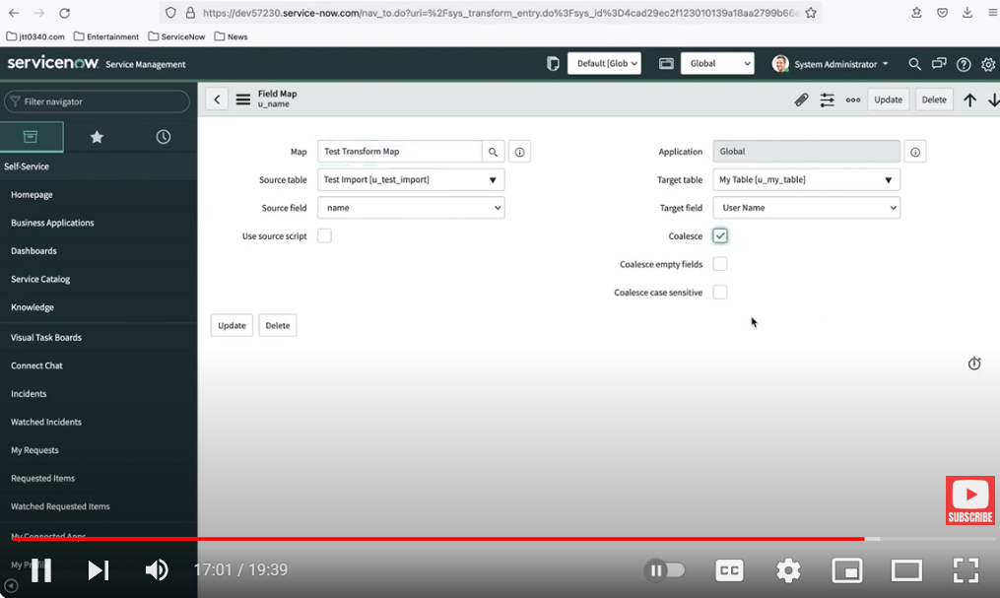 https://dev57230.service-now.com/nav_to.do?uri=%2Fsys_transform_entry.do%3Fsys_id%3D4cad29ec2f123010139a18aa2799b66e
jtt0340.com Entertainment ServiceNow News
servicenow Service Management Default [Glob Global System Administrator
Filter navigator
Field Map
u_name
Update Delete
Self-Service
Homepage
Business Applications
Dashboards
Service Catalog
Knowledge
Visual Task Boards
Connect Chat
Incidents
Watched Incidents
My Requests
Requested Items
Watched Requested Items
My Connected Apps
My Profile
Map Test Transform Map
Application Global
Source table Test Import [u_test_import]
Target table My Table [u_my_table]
Source field name
Target field User Name
Use source script
Coalesce
Coalesce empty fields
Coalesce case sensitive
Update Delete
SUBSCRIBE
17:01 / 19:39
CC